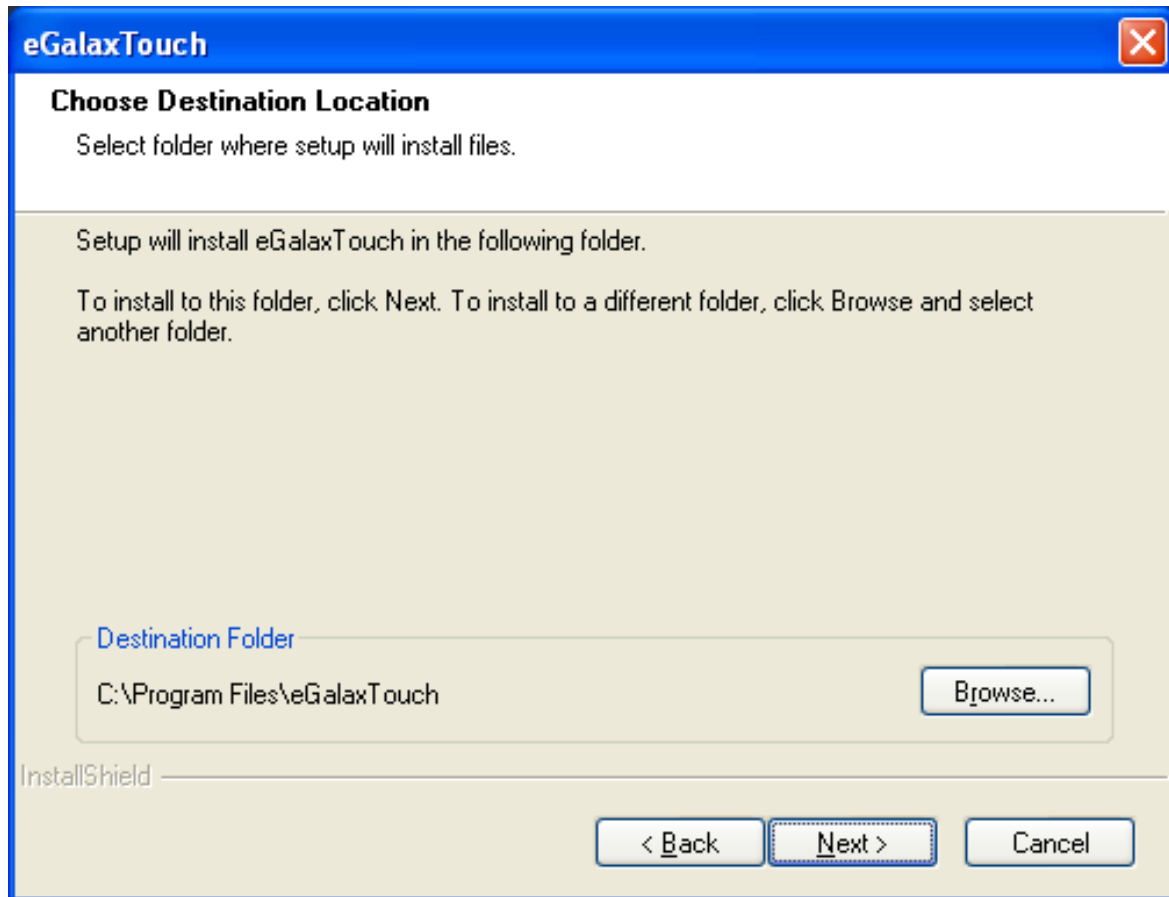 eGalaxTouch
Choose Destination Location
Select folder where setup will install files.
Setup will install eGalaxTouch in the following folder.
To install to this folder, click Next. To install to a different folder, click Browse and select
another folder.
Destination Folder
C:\Program Files\eGalaxTouch
Browse...
InstallShield
< Back
Next >
Cancel